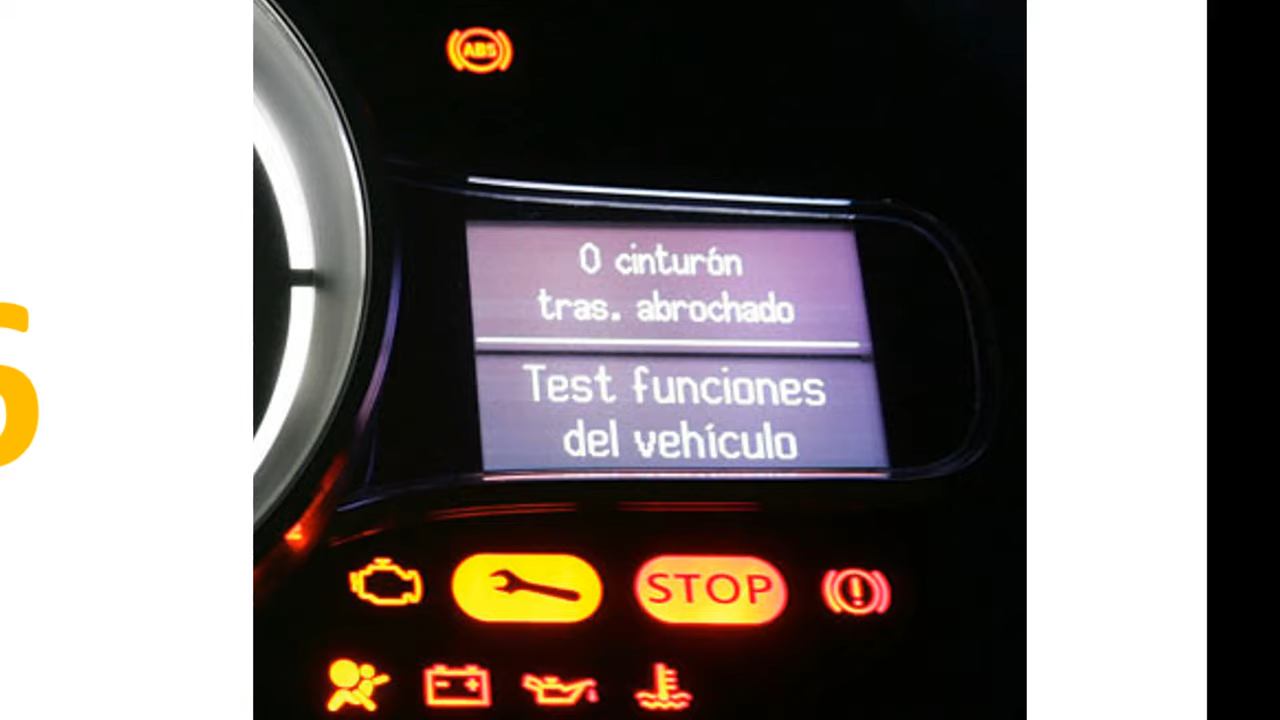 ABS
0 cinturón
tras. abrochado
Test funciones
del vehículo
STOP